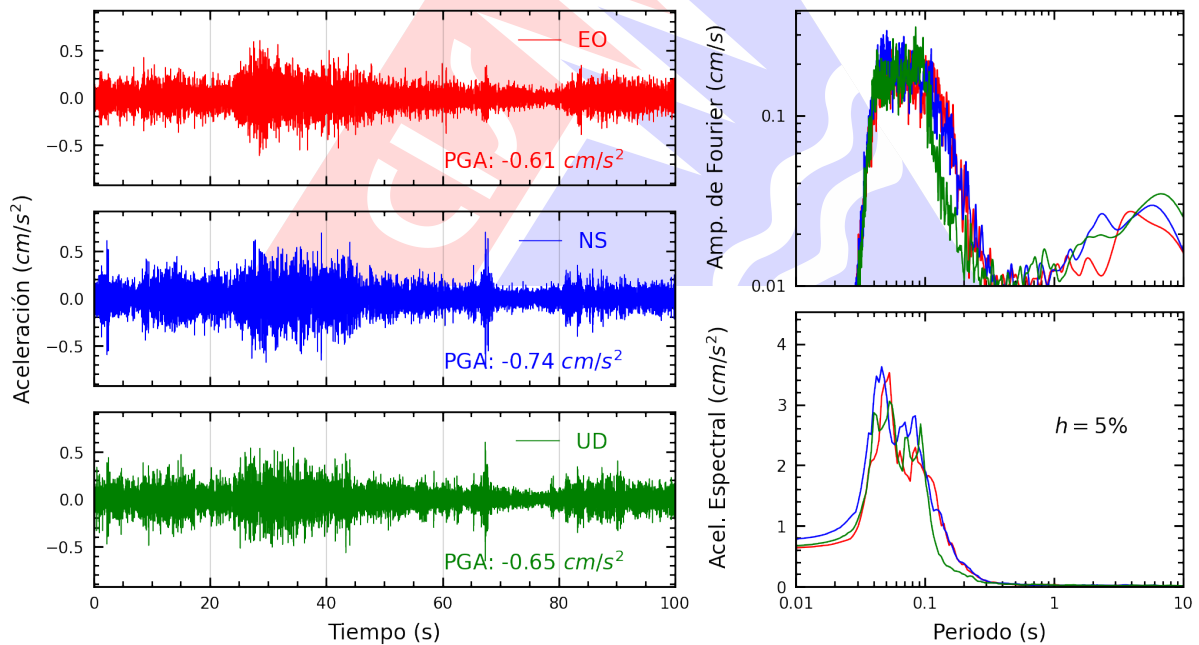 Aceleración (cm/s²)
0.5
0.0
−0.5
EO
PGA: -0.61 cm/s²
0.5
0.0
−0.5
NS
PGA: -0.74 cm/s²
0.5
0.0
−0.5
UD
PGA: -0.65 cm/s²
0 20 40 60 80 100
Tiempo (s)
Amp. de Fourier (cm/s)
0.1
0.01
Acel. Espectral (cm/s²)
4
3
2
1
0
h = 5%
0.01 0.1 1 10
Periodo (s)